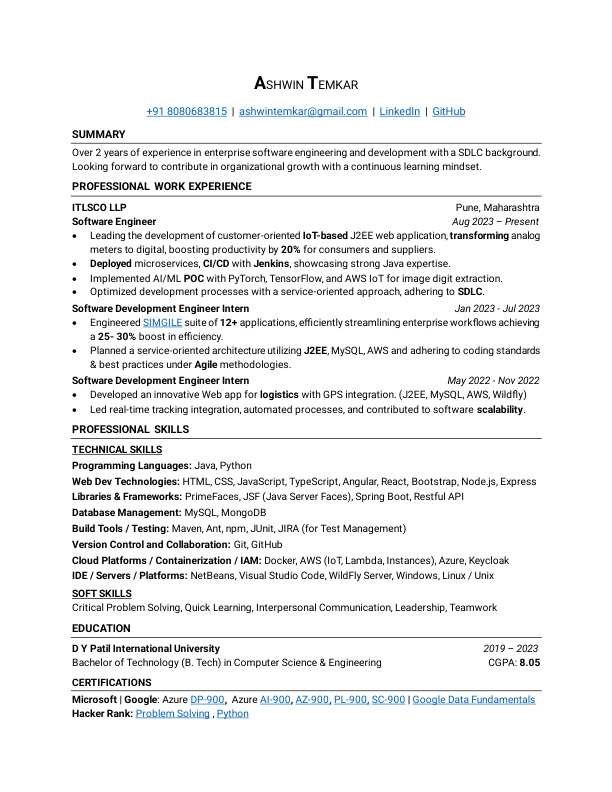 ASHWIN TEMKAR
+91 8080683815 | ashwintemkar@gmail.com | LinkedIn | GitHub
SUMMARY
Over 2 years of experience in enterprise software engineering and development with a SDLC background.
Looking forward to contribute in organizational growth with a continuous learning mindset.
PROFESSIONAL WORK EXPERIENCE
ITLSCO LLP Pune, Maharashtra
Software Engineer Aug 2023 – Present
• Leading the development of customer-oriented IoT-based J2EE web application, transforming analog
meters to digital, boosting productivity by 20% for consumers and suppliers.
• Deployed microservices, CI/CD with Jenkins, showcasing strong Java expertise.
• Implemented AI/ML POC with PyTorch, TensorFlow, and AWS IoT for image digit extraction.
• Optimized development processes with a service-oriented approach, adhering to SDLC.
Software Development Engineer Intern Jan 2023 - Jul 2023
• Engineered SIMGILE suite of 12+ applications, efficiently streamlining enterprise workflows achieving
a 25- 30% boost in efficiency.
• Planned a service-oriented architecture utilizing J2EE, MySQL, AWS and adhering to coding standards
& best practices under Agile methodologies.
Software Development Engineer Intern May 2022 - Nov 2022
• Developed an innovative Web app for logistics with GPS integration. (J2EE, MySQL, AWS, Wildfly)
• Led real-time tracking integration, automated processes, and contributed to software scalability.
PROFESSIONAL SKILLS
TECHNICAL SKILLS
Programming Languages: Java, Python
Web Dev Technologies: HTML, CSS, JavaScript, TypeScript, Angular, React, Bootstrap, Node.js, Express
Libraries & Frameworks: PrimeFaces, JSF (Java Server Faces), Spring Boot, Restful API
Database Management: MySQL, MongoDB
Build Tools / Testing: Maven, Ant, npm, JUnit, JIRA (for Test Management)
Version Control and Collaboration: Git, GitHub
Cloud Platforms / Containerization / IAM: Docker, AWS (IoT, Lambda, Instances), Azure, Keycloak
IDE / Servers / Platforms: NetBeans, Visual Studio Code, WildFly Server, Windows, Linux / Unix
SOFT SKILLS
Critical Problem Solving, Quick Learning, Interpersonal Communication, Leadership, Teamwork
EDUCATION
D Y Patil International University 2019 – 2023
Bachelor of Technology (B. Tech) in Computer Science & Engineering CGPA: 8.05
CERTIFICATIONS
Microsoft | Google: Azure DP-900, Azure AI-900, AZ-900, PL-900, SC-900 | Google Data Fundamentals
Hacker Rank: Problem Solving , Python